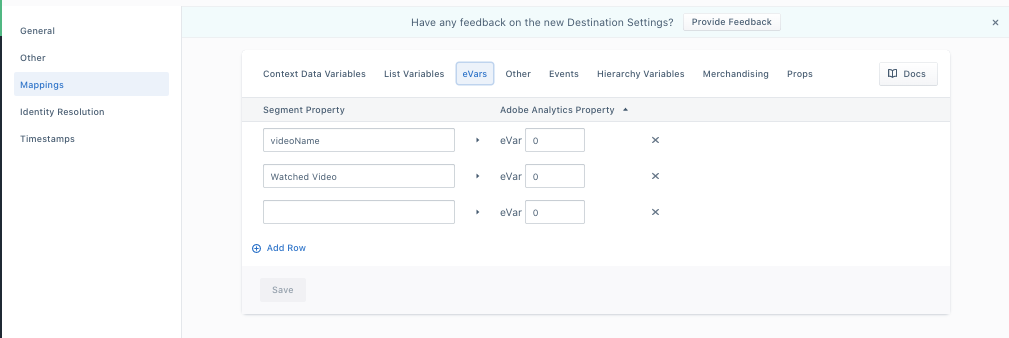 Have any feedback on the new Destination Settings? Provide Feedback
General
Other
Mappings
Identity Resolution
Timestamps
Context Data Variables List Variables eVars Other Events Hierarchy Variables Merchandising Props Docs
Segment Property Adobe Analytics Property
videoName eVar 0
Watched Video eVar 0
eVar 0
Add Row
Save